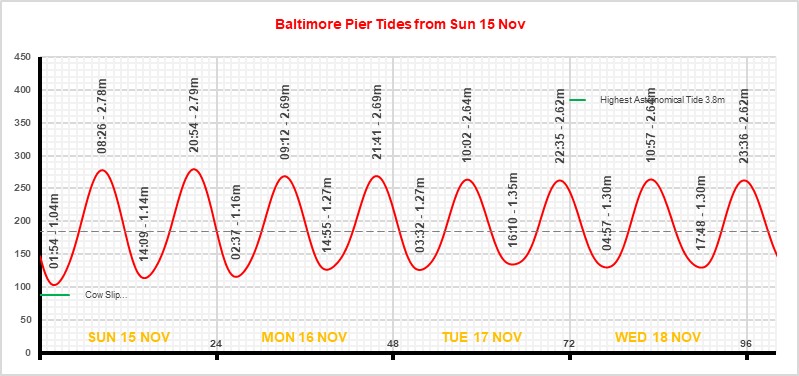 Baltimore Pier Tides from Sun 15 Nov
450
400
350
300
250
200
150
100
50
0
01:54 - 1.04m
08:26 - 2.78m
14:09 - 1.14m
20:54 - 2.79m
02:37 - 1.16m
09:12 - 2.69m
14:55 - 1.27m
21:41 - 2.69m
03:32 - 1.27m
10:02 - 2.64m
16:10 - 1.35m
22:35 - 2.62m
04:57 - 1.30m
10:57 - 2.64m
17:48 - 1.30m
23:36 - 2.62m
Highest Astronomical Tide 3.8m
Cow Slip...
SUN 15 NOV
MON 16 NOV
TUE 17 NOV
WED 18 NOV
24
48
72
96